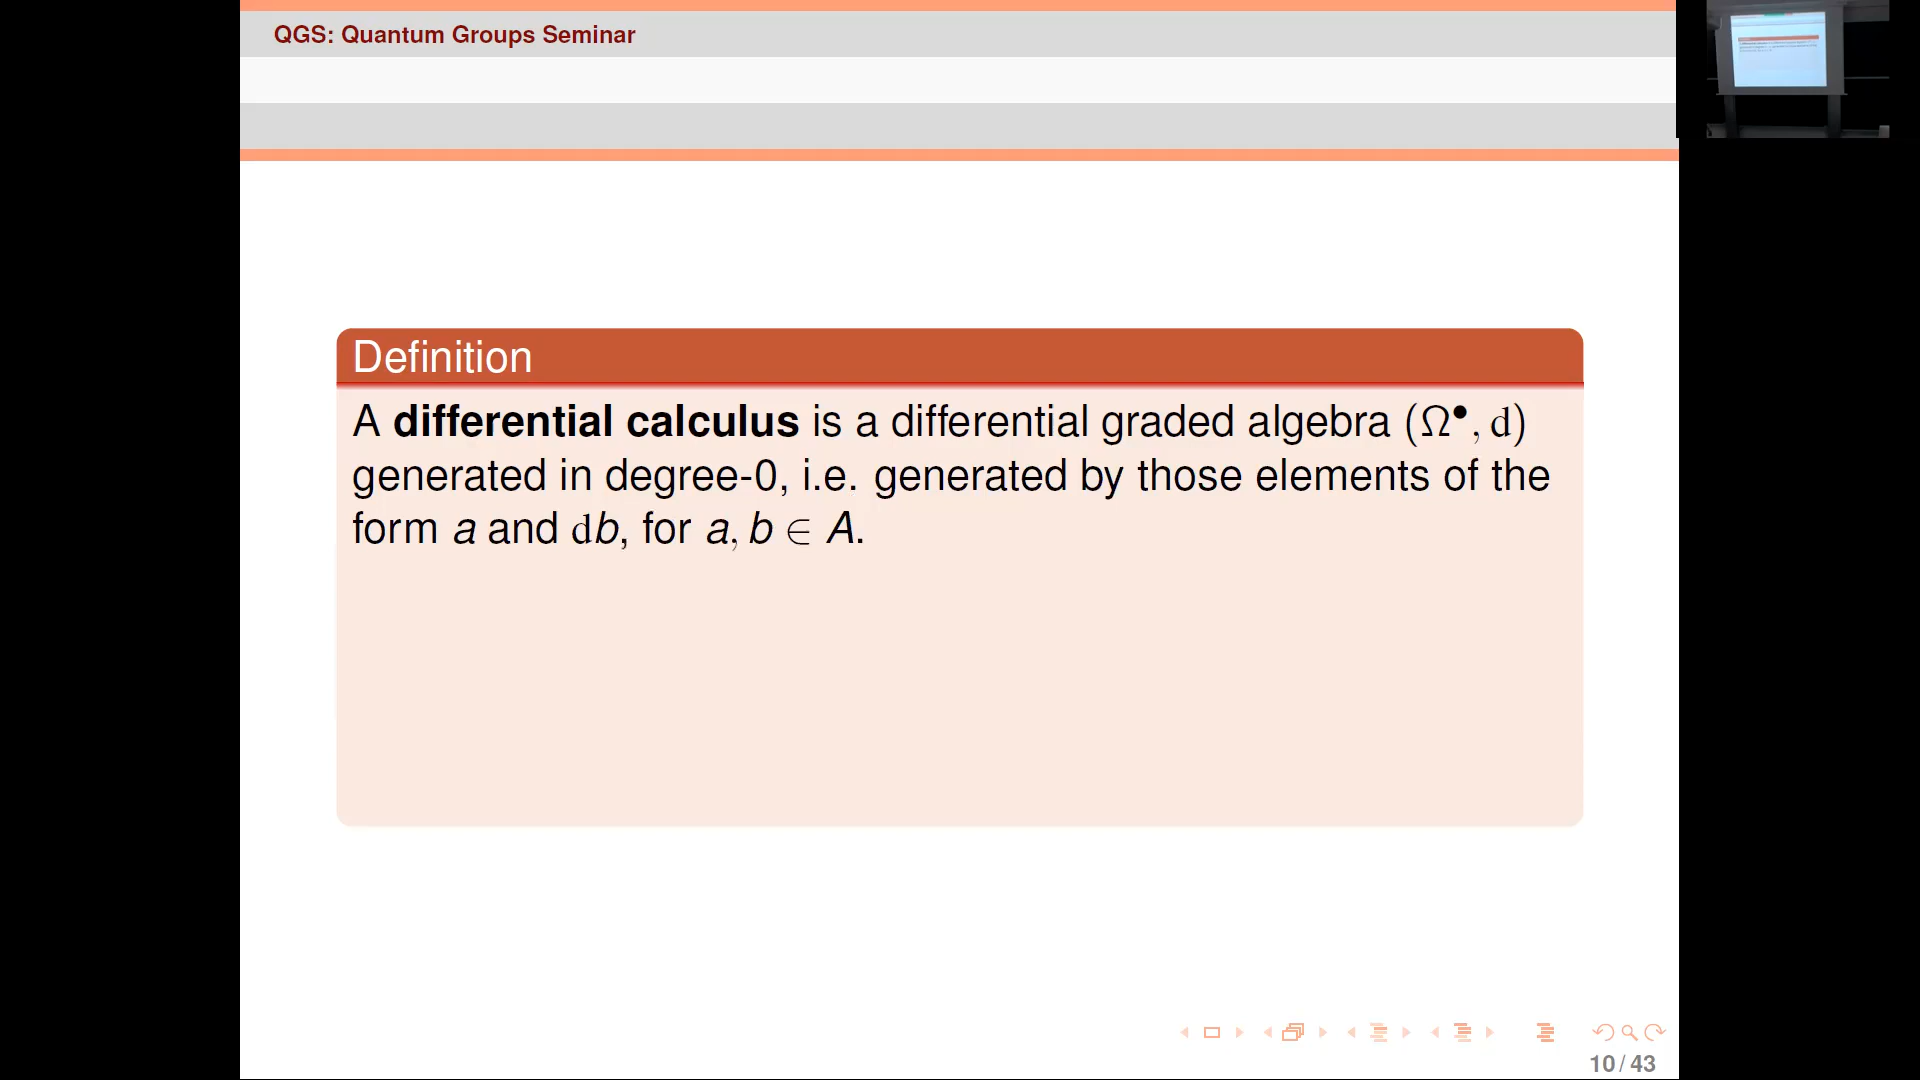 QGS: Quantum Groups Seminar
Definition
A differential calculus is a differential graded algebra (Ω•, d)
generated in degree-0, i.e. generated by those elements of the
form a and db, for a, b ∈ A.
10 / 43